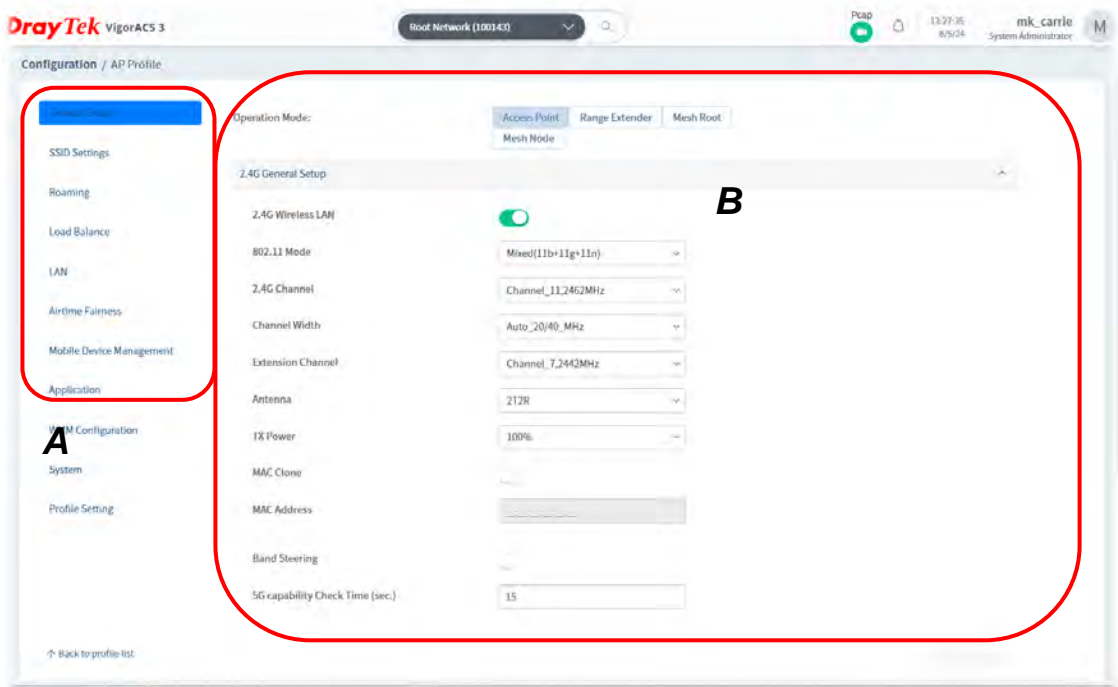 DrayTek VigorACS 3
Root Network (100143)
Pcap
13:27:35
8/5/24
mk_carrie
System Administrator
M
Configuration / AP Profile
SSID Settings
Roaming
Load Balance
LAN
Airtime Fairness
Mobile Device Management
Application
A
Configuration
System
Profile Setting
Back to profile list
Operation Mode:
Access Point
Range Extender
Mesh Root
Mesh Node
2.4G General Setup
B
2.4G Wireless LAN
802.11 Mode
Mixed(11b+11g+11n)
2.4G Channel
Channel_11,2462MHz
Channel Width
Auto_20/40_MHz
Extension Channel
Channel_7,2442MHz
Antenna
2T2R
TX Power
100%
MAC Clone
MAC Address
Band Steering
5G capability Check Time (sec.)
15